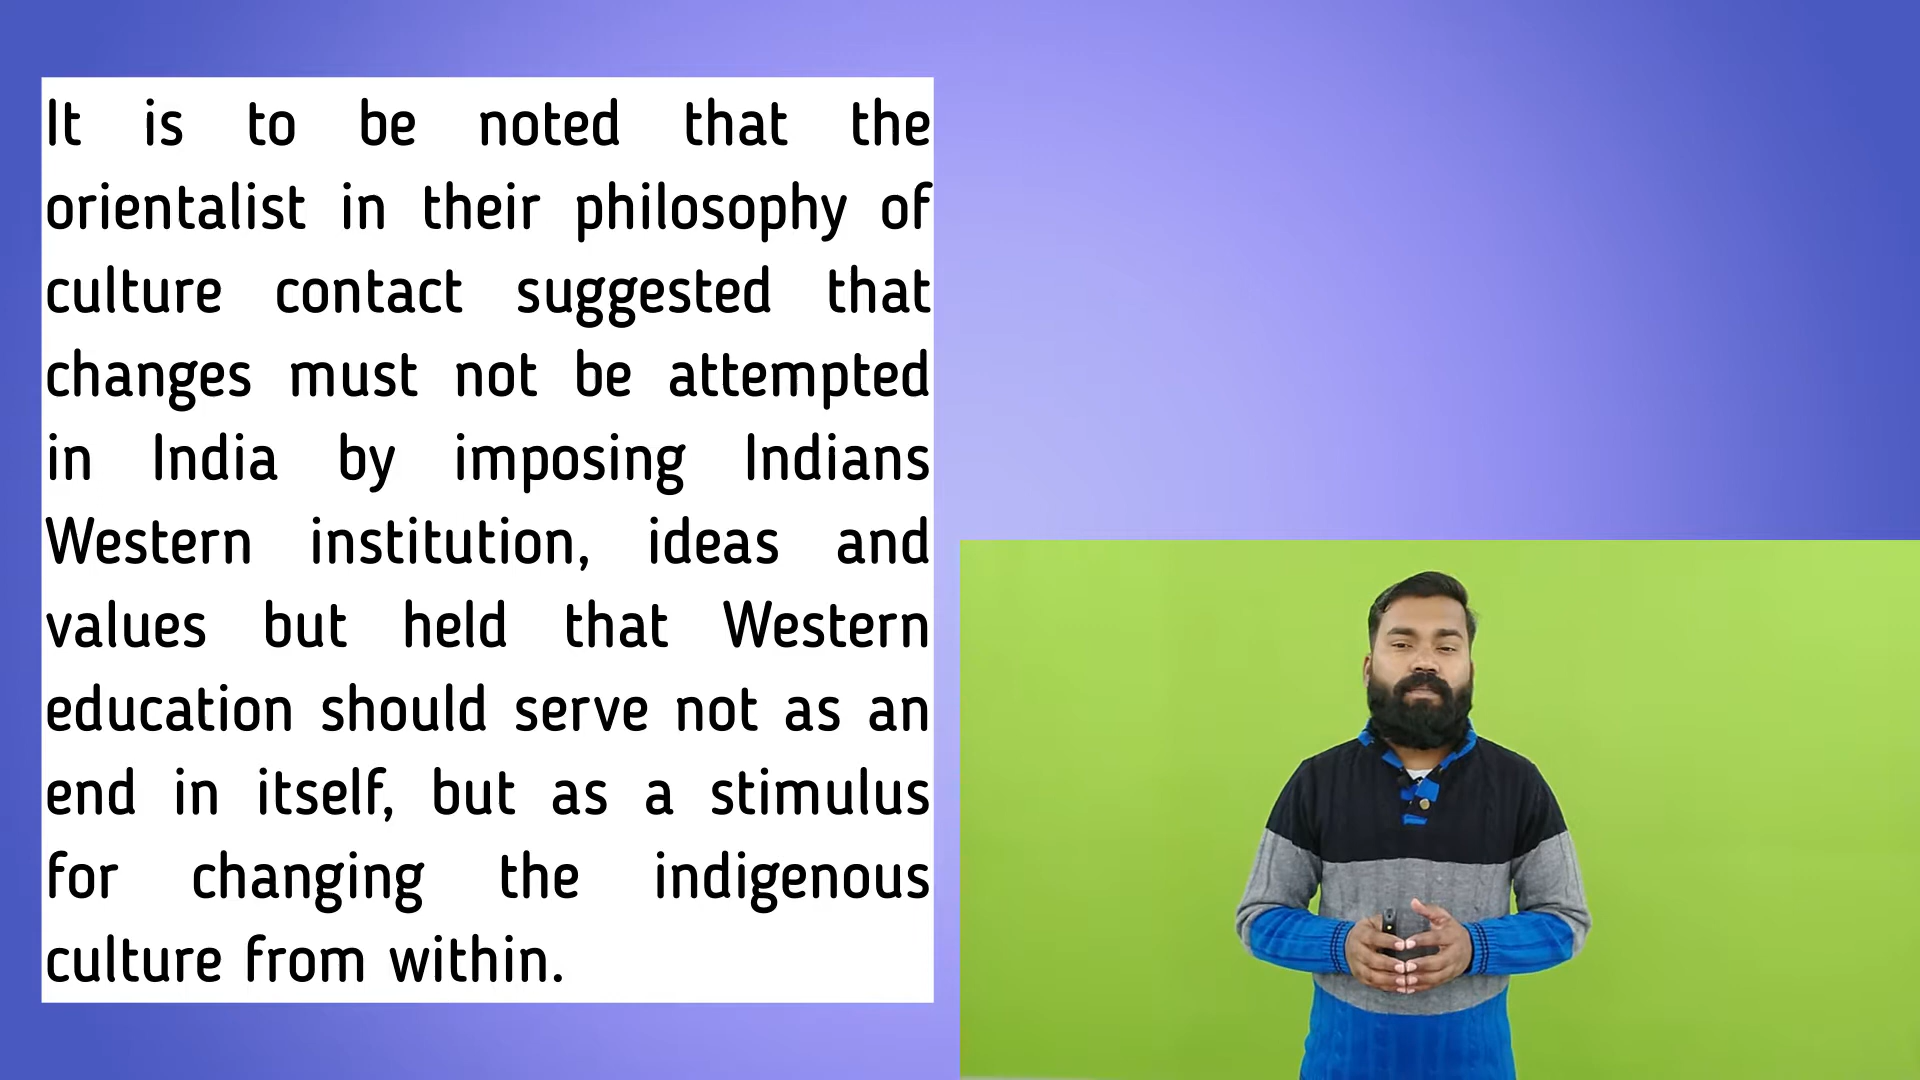 It is to be noted that the
orientalist in their philosophy of
culture contact suggested that
changes must not be attempted
in India by imposing Indians
Western institution, ideas and
values but held that Western
education should serve not as an
end in itself, but as a stimulus
for changing the indigenous
culture from within.